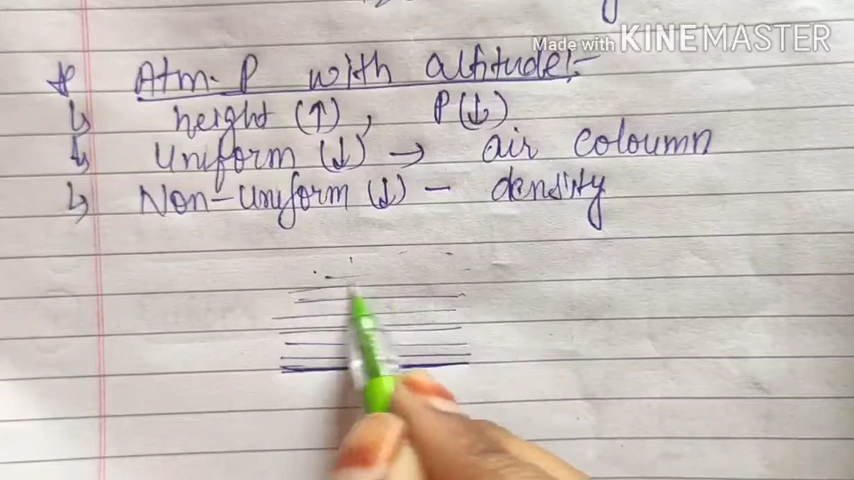 Made with KINEMASTER
* Atm. P with altitude:-
↳ height (↑), P(↓)
↳ Uniform (↓) → air coloumn
↳ Non-uniform (↓) - density